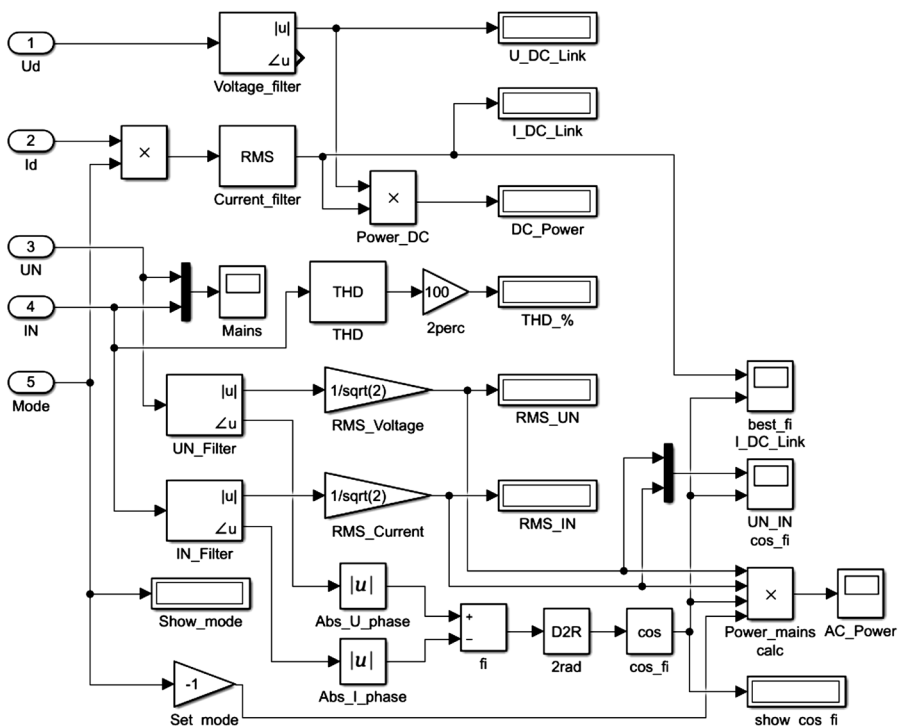 1
Ud
|u|
∠u
Voltage_filter
U_DC_Link
I_DC_Link
2
Id
×
RMS
Current_filter
×
Power_DC
DC_Power
3
UN
4
IN
Mains
THD
THD
100
2perc
THD_%
5
Mode
|u|
∠u
UN_Filter
1/sqrt(2)
RMS_Voltage
RMS_UN
best_fi
I_DC_Link
|u|
∠u
IN_Filter
1/sqrt(2)
RMS_Current
RMS_IN
UN_IN
cos_fi
Show_mode
|u|
Abs_U_phase
|u|
Abs_I_phase
+
−
fi
D2R
2rad
cos
cos_fi
×
Power_mains
calc
AC_Power
-1
Set_mode
show_cos_fi